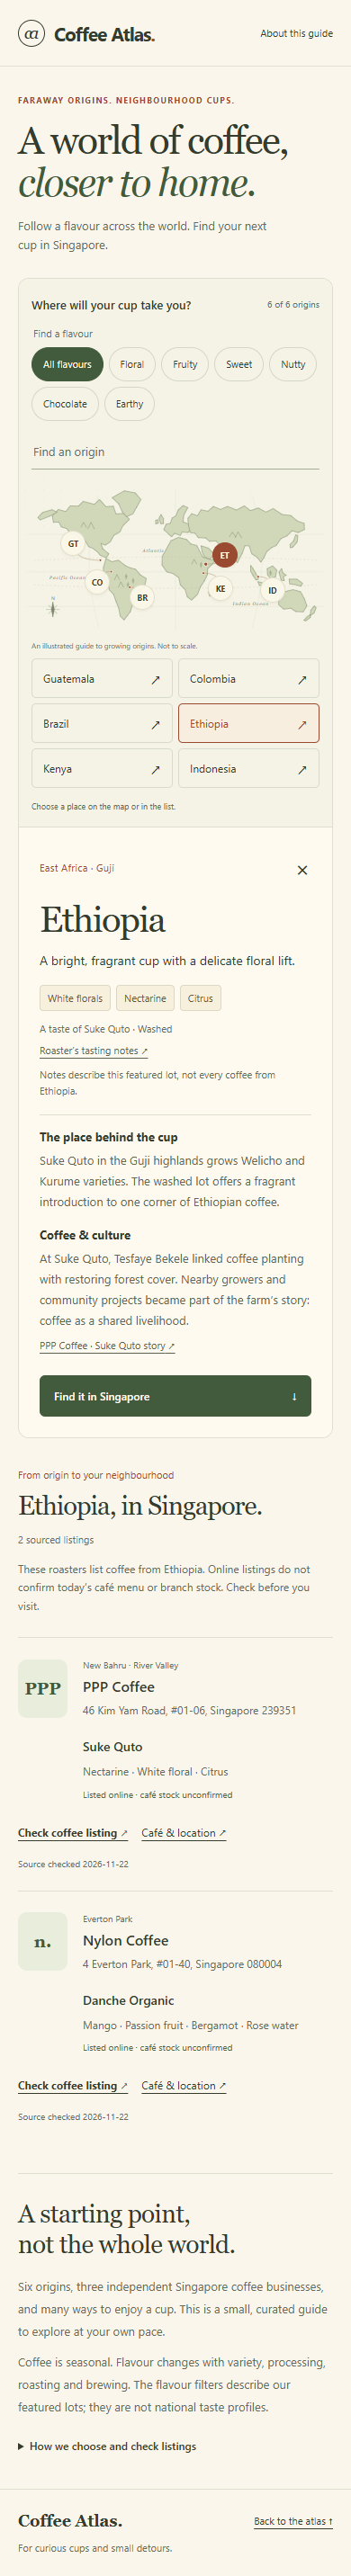 Coffee Atlas.
About this guide
FARAWAY ORIGINS. NEIGHBOURHOOD CUPS.
A world of coffee,
closer to home.
Follow a flavour across the world. Find your next
cup in Singapore.
Where will your cup take you?
6 of 6 origins
Find a flavour
All flavours
Floral
Fruity
Sweet
Nutty
Chocolate
Earthy
Find an origin
Atlantic
GT
ET
CO
KE
ID
BR
Pacific Ocean
Indian Ocean
N
An illustrated guide to growing origins. Not to scale.
Guatemala ↗
Colombia ↗
Brazil ↗
Ethiopia ↗
Kenya ↗
Indonesia ↗
Choose a place on the map or in the list.
East Africa · Guji
×
Ethiopia
A bright, fragrant cup with a delicate floral lift.
White florals
Nectarine
Citrus
A taste of Suke Quto · Washed
Roaster's tasting notes ↗
Notes describe this featured lot, not every coffee from
Ethiopia.
The place behind the cup
Suke Quto in the Guji highlands grows Welicho and
Kurume varieties. The washed lot offers a fragrant
introduction to one corner of Ethiopian coffee.
Coffee & culture
At Suke Quto, Tesfaye Bekele linked coffee planting
with restoring forest cover. Nearby growers and
community projects became part of the farm's story:
coffee as a shared livelihood.
PPP Coffee · Suke Quto story ↗
Find it in Singapore ↓
From origin to your neighbourhood
Ethiopia, in Singapore.
2 sourced listings
These roasters list coffee from Ethiopia. Online listings do not
confirm today's café menu or branch stock. Check before you
visit.
PPP
New Bahru · River Valley
PPP Coffee
46 Kim Yam Road, #01-06, Singapore 239351
Suke Quto
Nectarine · White floral · Citrus
Listed online · café stock unconfirmed
Check coffee listing ↗
Café & location ↗
Source checked 2026-11-22
n.
Everton Park
Nylon Coffee
4 Everton Park, #01-40, Singapore 080004
Danche Organic
Mango · Passion fruit · Bergamot · Rose water
Listed online · café stock unconfirmed
Check coffee listing ↗
Café & location ↗
Source checked 2026-11-22
A starting point,
not the whole world.
Six origins, three independent Singapore coffee businesses,
and many ways to enjoy a cup. This is a small, curated guide
to explore at your own pace.
Coffee is seasonal. Flavour changes with variety, processing,
roasting and brewing. The flavour filters describe our
featured lots; they are not national taste profiles.
▶ How we choose and check listings
Coffee Atlas.
Back to the atlas ↑
For curious cups and small detours.